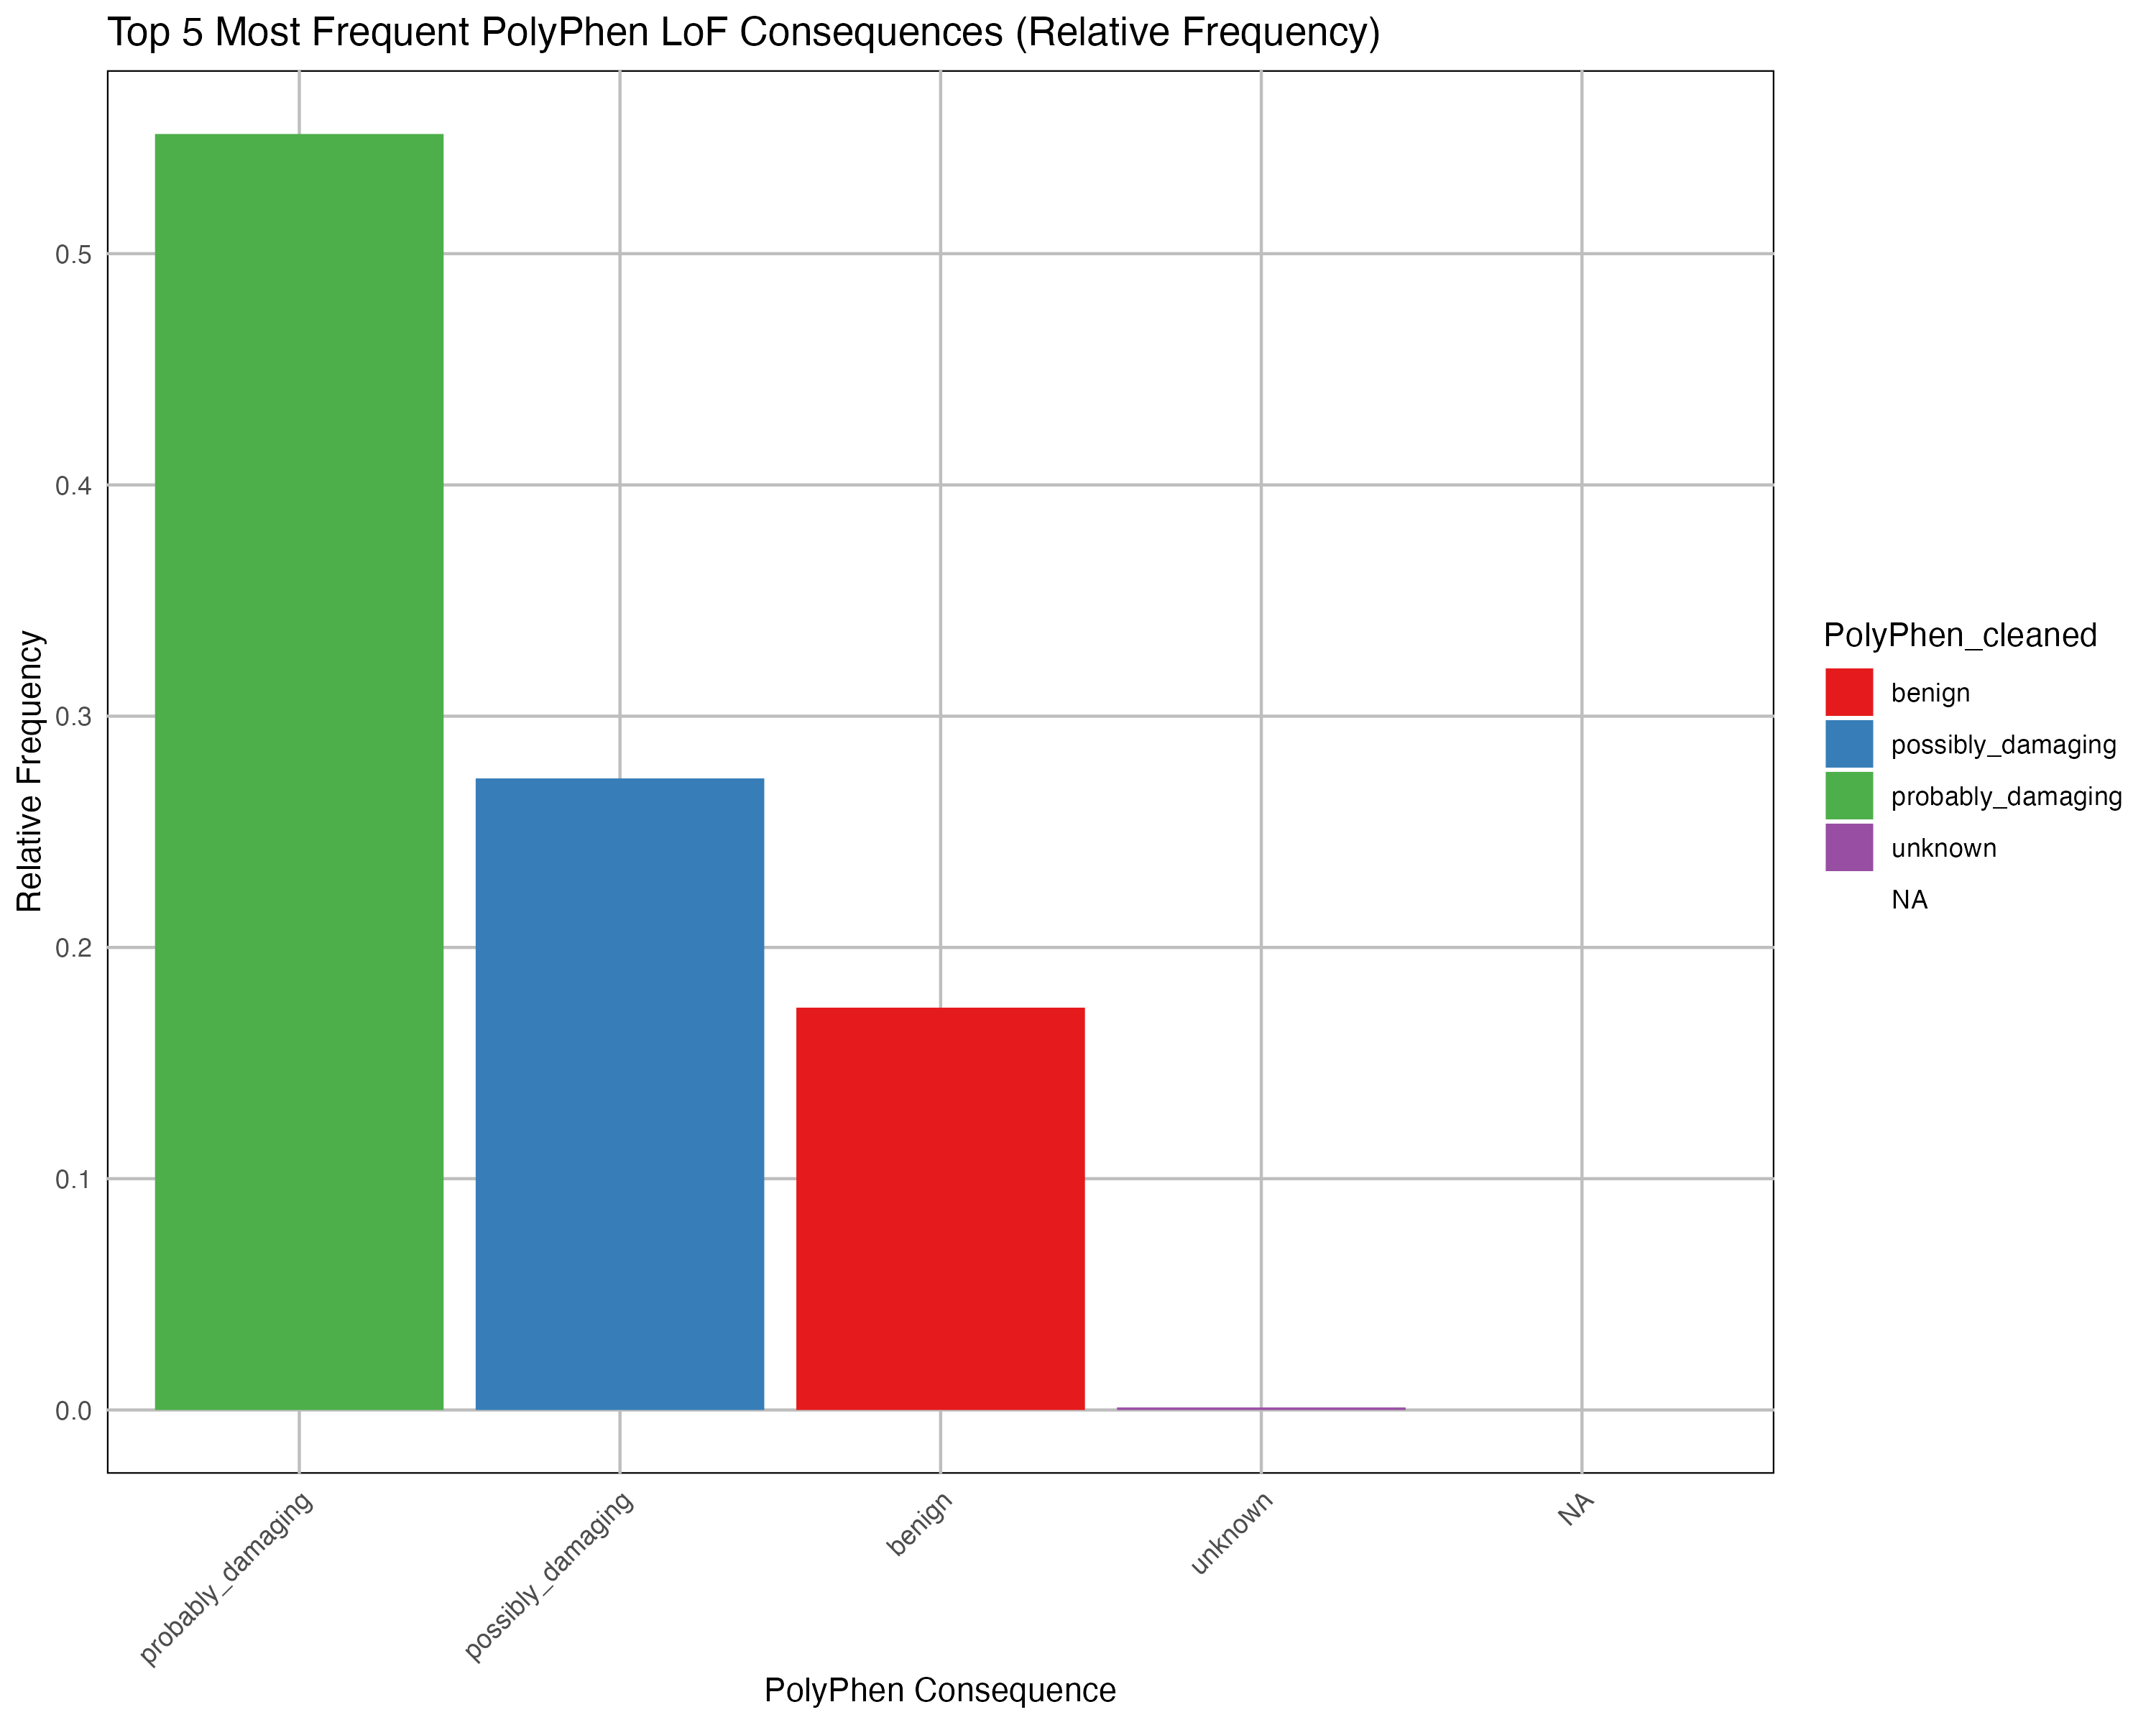 Top 5 Most Frequent PolyPhen LoF Consequences (Relative Frequency)
Relative Frequency
0.5
0.4
0.3
0.2
0.1
0.0
probably_damaging
possibly_damaging
benign
unknown
NA
PolyPhen Consequence
PolyPhen_cleaned
benign
possibly_damaging
probably_damaging
unknown
NA